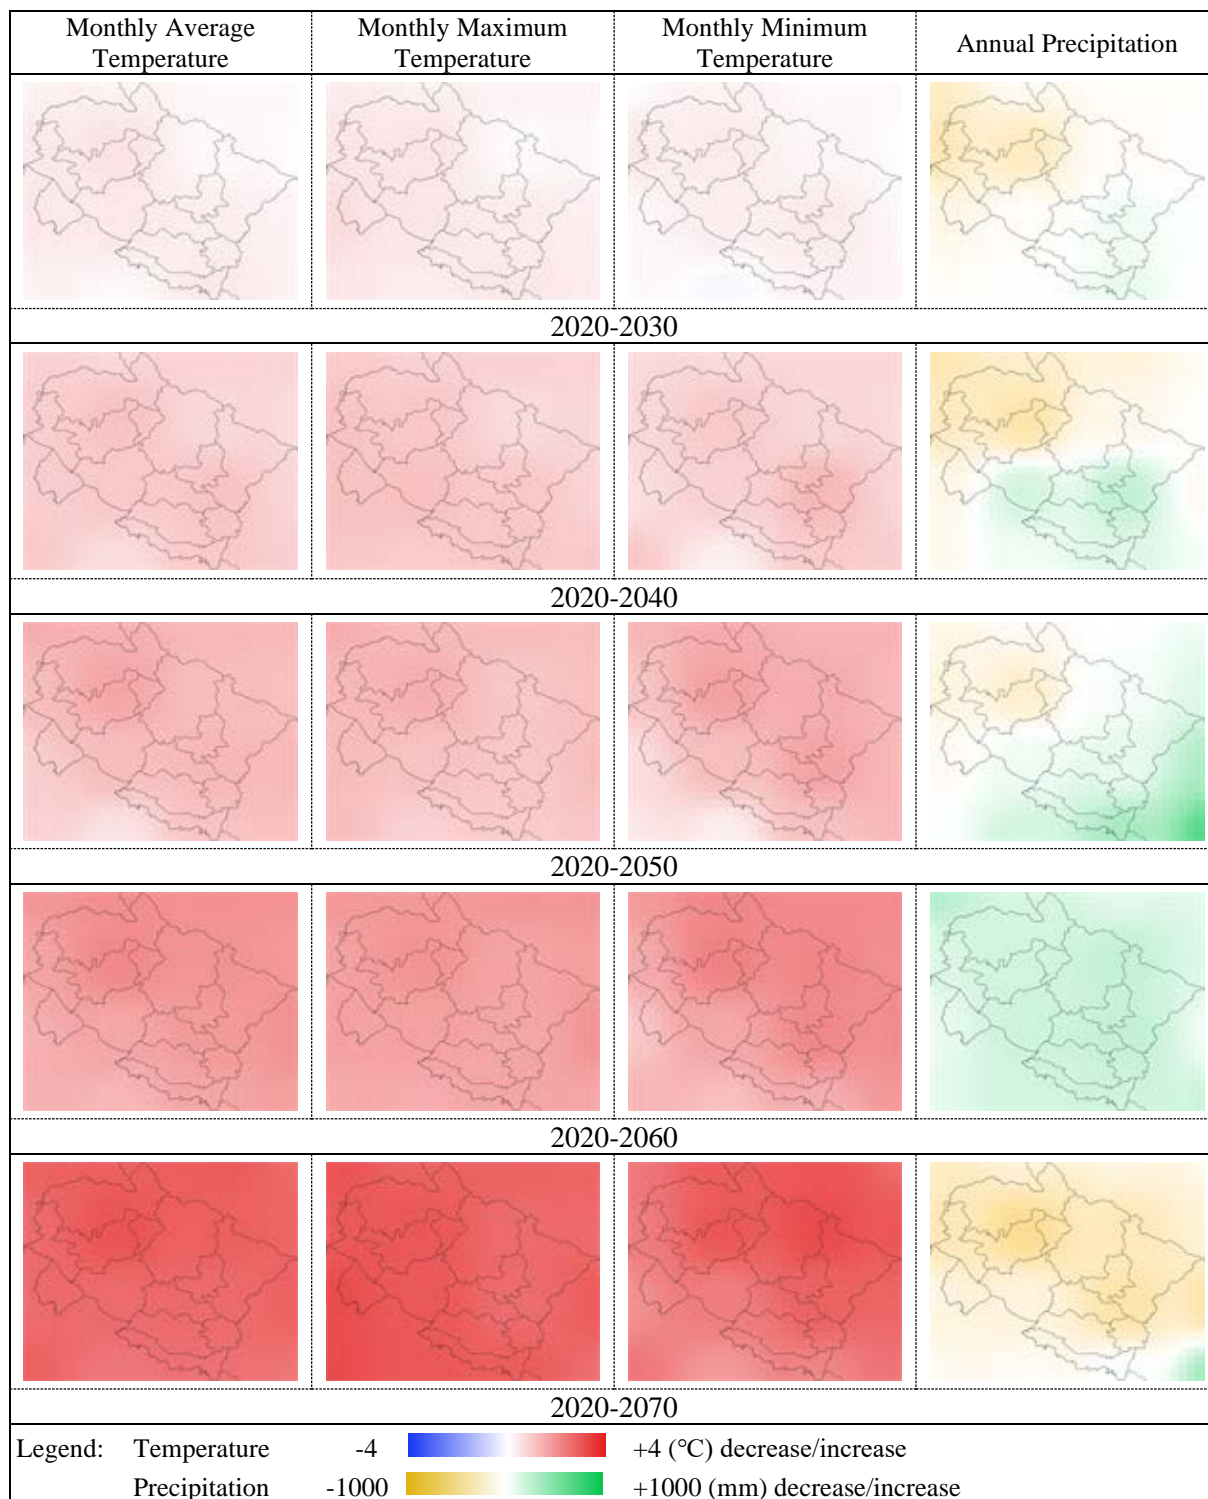 Monthly Average
Temperature
Monthly Maximum
Temperature
Monthly Minimum
Temperature
Annual Precipitation
2020-2030
2020-2040
2020-2050
2020-2060
2020-2070
Legend: Temperature -4 +4 (°C) decrease/increase
Precipitation -1000 +1000 (mm) decrease/increase